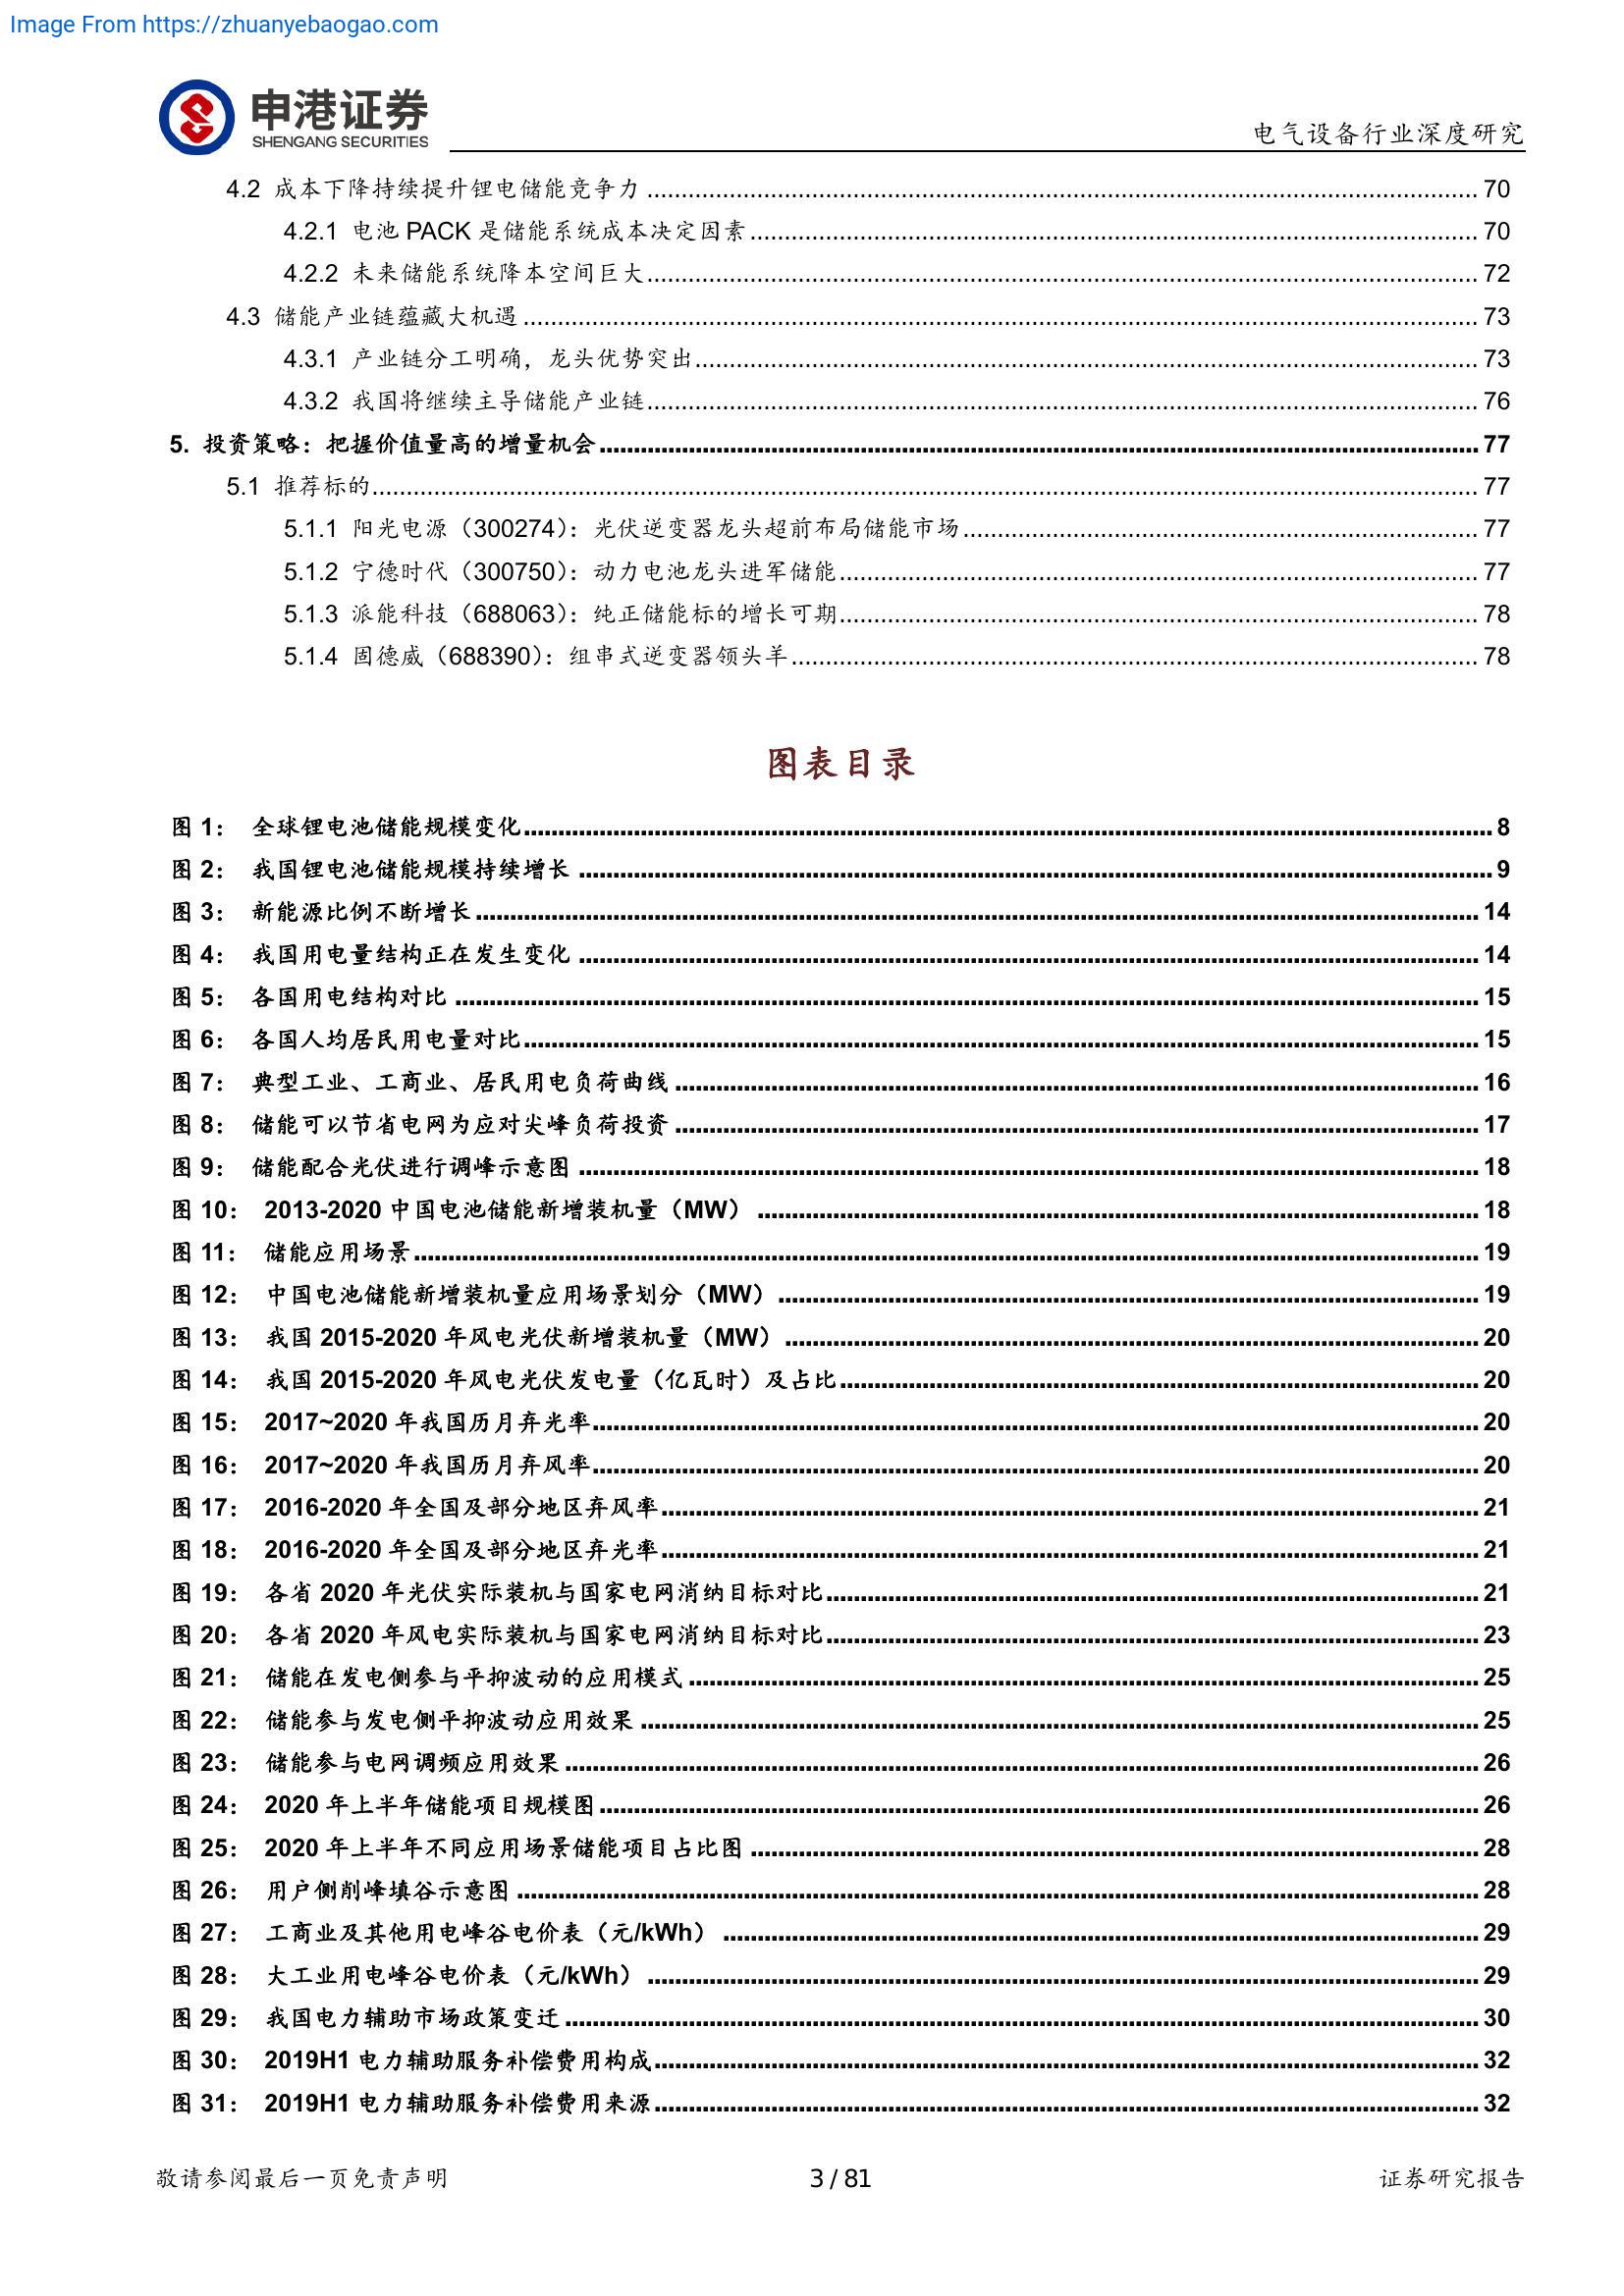 Image From https://zhuanyebaogao.com
申港证券
SHENGANG SECURITIES
电气设备行业深度研究
4.2 成本下降持续提升锂电储能竞争力 70
4.2.1 电池 PACK 是储能系统成本决定因素 70
4.2.2 未来储能系统降本空间巨大 72
4.3 储能产业链蕴藏大机遇 73
4.3.1 产业链分工明确，龙头优势突出 73
4.3.2 我国将继续主导储能产业链 76
5. 投资策略：把握价值量高的增量机会 77
5.1 推荐标的 77
5.1.1 阳光电源（300274）：光伏逆变器龙头超前布局储能市场 77
5.1.2 宁德时代（300750）：动力电池龙头进军储能 77
5.1.3 派能科技（688063）：纯正储能标的增长可期 78
5.1.4 固德威（688390）：组串式逆变器领头羊 78
图表目录
图 1： 全球锂电池储能规模变化 8
图 2： 我国锂电池储能规模持续增长 9
图 3： 新能源比例不断增长 14
图 4： 我国用电量结构正在发生变化 14
图 5： 各国用电结构对比 15
图 6： 各国人均居民用电量对比 15
图 7： 典型工业、工商业、居民用电负荷曲线 16
图 8： 储能可以节省电网为应对尖峰负荷投资 17
图 9： 储能配合光伏进行调峰示意图 18
图 10： 2013-2020 中国电池储能新增装机量（MW） 18
图 11： 储能应用场景 19
图 12： 中国电池储能新增装机量应用场景划分（MW） 19
图 13： 我国 2015-2020 年风电光伏新增装机量（MW） 20
图 14： 我国 2015-2020 年风电光伏发电量（亿瓦时）及占比 20
图 15： 2017~2020 年我国历月弃光率 20
图 16： 2017~2020 年我国历月弃风率 20
图 17： 2016-2020 年全国及部分地区弃风率 21
图 18： 2016-2020 年全国及部分地区弃光率 21
图 19： 各省 2020 年光伏实际装机与国家电网消纳目标对比 21
图 20： 各省 2020 年风电实际装机与国家电网消纳目标对比 23
图 21： 储能在发电侧参与平抑波动的应用模式 25
图 22： 储能参与发电侧平抑波动应用效果 25
图 23： 储能参与电网调频应用效果 26
图 24： 2020 年上半年储能项目规模图 26
图 25： 2020 年上半年不同应用场景储能项目占比图 28
图 26： 用户侧削峰填谷示意图 28
图 27： 工商业及其他用电峰谷电价表（元/kWh） 29
图 28： 大工业用电峰谷电价表（元/kWh） 29
图 29： 我国电力辅助市场政策变迁 30
图 30： 2019H1 电力辅助服务补偿费用构成 32
图 31： 2019H1 电力辅助服务补偿费用来源 32
敬请参阅最后一页免责声明
3 / 81
证券研究报告